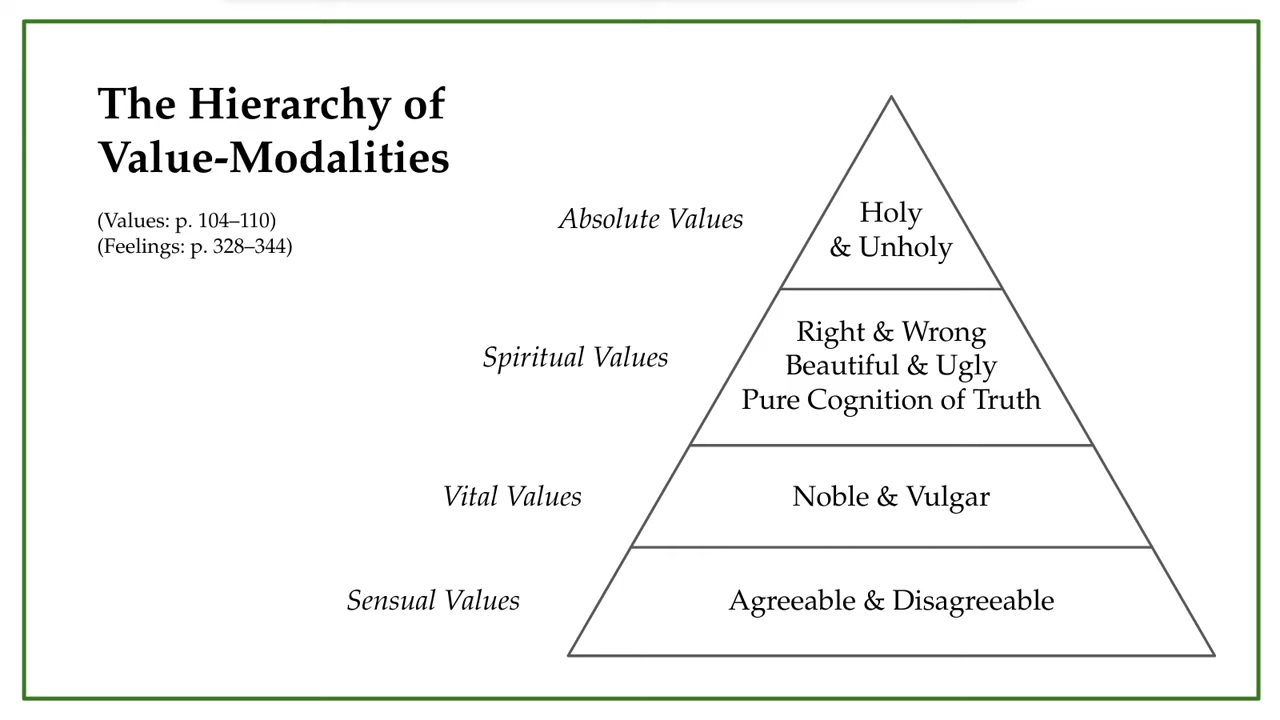 The Hierarchy of
Value-Modalities
(Values: p. 104–110)
(Feelings: p. 328–344)
Absolute Values
Holy
& Unholy
Spiritual Values
Right & Wrong
Beautiful & Ugly
Pure Cognition of Truth
Vital Values
Noble & Vulgar
Sensual Values
Agreeable & Disagreeable